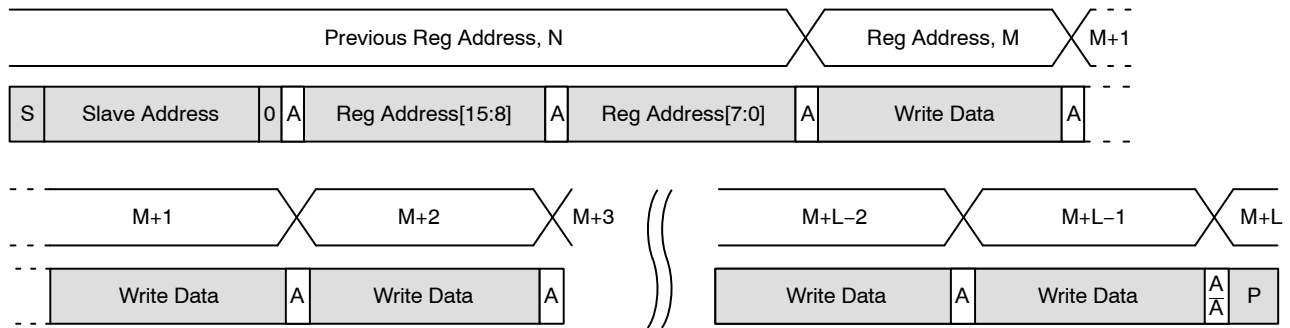 Previous Reg Address, N Reg Address, M M+1
S Slave Address 0 A Reg Address[15:8] A Reg Address[7:0] A Write Data A
M+1 M+2 M+3 M+L−2 M+L−1 M+L
Write Data A Write Data A Write Data A Write Data A A̅ P